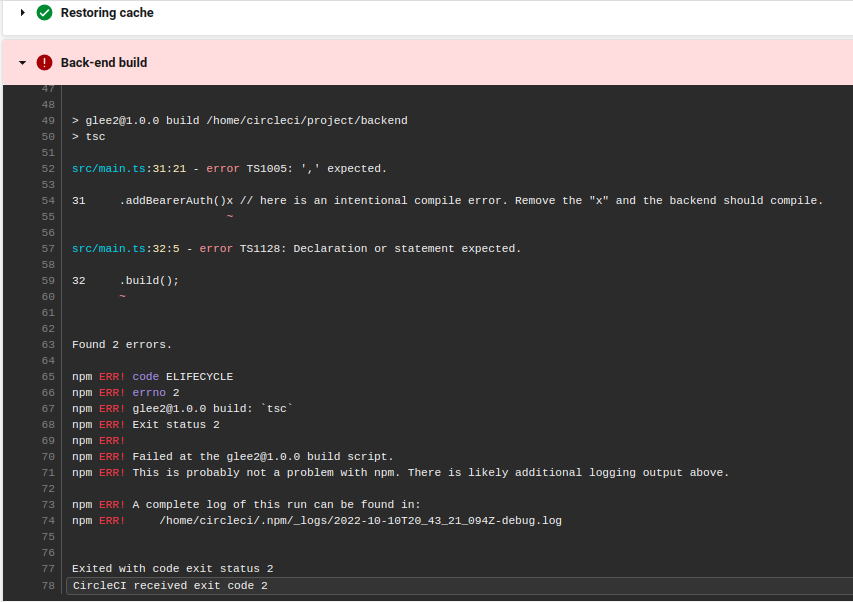 Restoring cache
Back-end build
47
48
49 > glee2@1.0.0 build /home/circleci/project/backend
50 > tsc
51
52 src/main.ts:31:21 - error TS1005: ',' expected.
53
54 31     .addBearerAuth()x // here is an intentional compile error. Remove the "x" and the backend should compile.
55                        ~
56
57 src/main.ts:32:5 - error TS1128: Declaration or statement expected.
58
59 32     .build();
60        ~
61
62
63 Found 2 errors.
64
65 npm ERR! code ELIFECYCLE
66 npm ERR! errno 2
67 npm ERR! glee2@1.0.0 build: `tsc`
68 npm ERR! Exit status 2
69 npm ERR!
70 npm ERR! Failed at the glee2@1.0.0 build script.
71 npm ERR! This is probably not a problem with npm. There is likely additional logging output above.
72
73 npm ERR! A complete log of this run can be found in:
74 npm ERR!     /home/circleci/.npm/_logs/2022-10-10T20_43_21_094Z-debug.log
75
76
77 Exited with code exit status 2
78 CircleCI received exit code 2